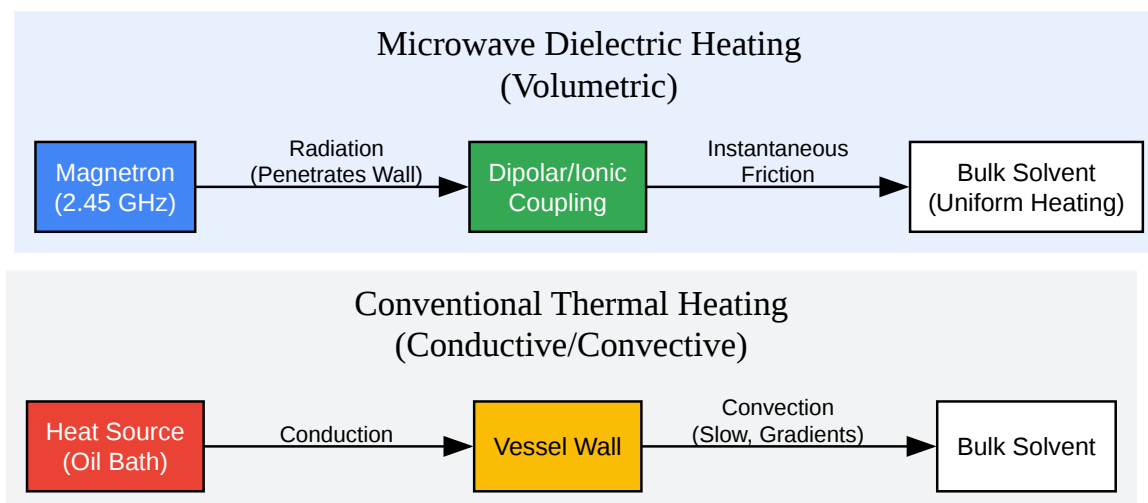 Microwave Dielectric Heating
(Volumetric)
Magnetron
(2.45 GHz)
Radiation
(Penetrates Wall)
Dipolar/Ionic
Coupling
Instantaneous
Friction
Bulk Solvent
(Uniform Heating)
Conventional Thermal Heating
(Conductive/Convective)
Heat Source
(Oil Bath)
Conduction
Vessel Wall
Convection
(Slow, Gradients)
Bulk Solvent